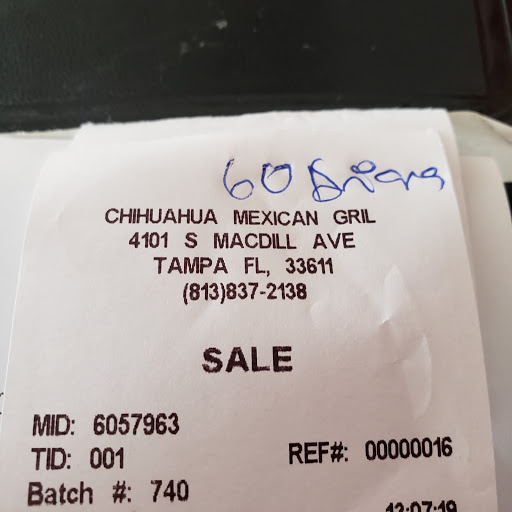 60
CHIHUAHUA MEXICAN GRIL
4101 S MACDILL AVE
TAMPA FL, 33611
(813)837-2138
SALE
MID: 6057963
TID: 001 REF#: 00000016
Batch #: 740